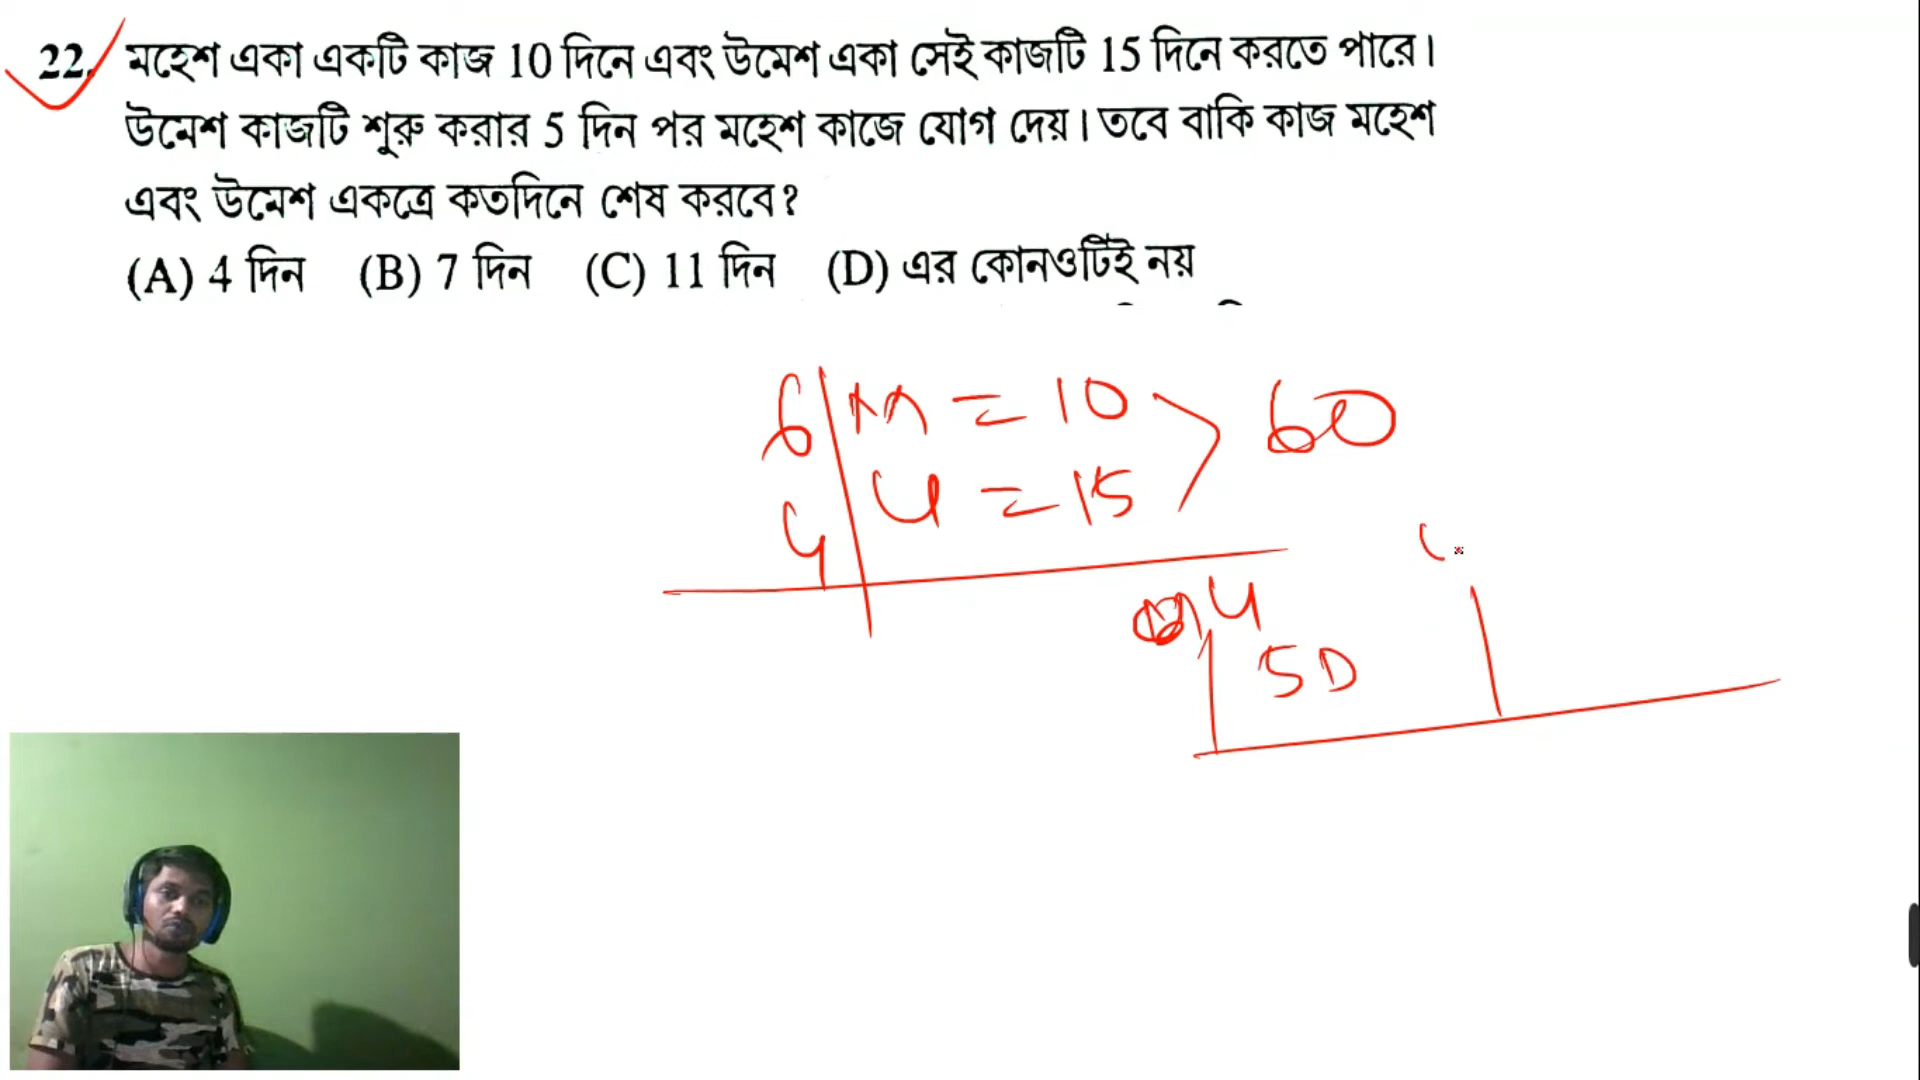 22. মহেশ একা একটি কাজ 10 দিনে এবং উমেশ একা সেই কাজটি 15 দিনে করতে পারে।
উমেশ কাজটি শুরু করার 5 দিন পর মহেশ কাজে যোগ দেয়। তবে বাকি কাজ মহেশ
এবং উমেশ একত্রে কতদিনে শেষ করবে?
(A) 4 দিন (B) 7 দিন (C) 11 দিন (D) এর কোনওটিই নয়
6 m = 10 60
4 u = 15
u
5D